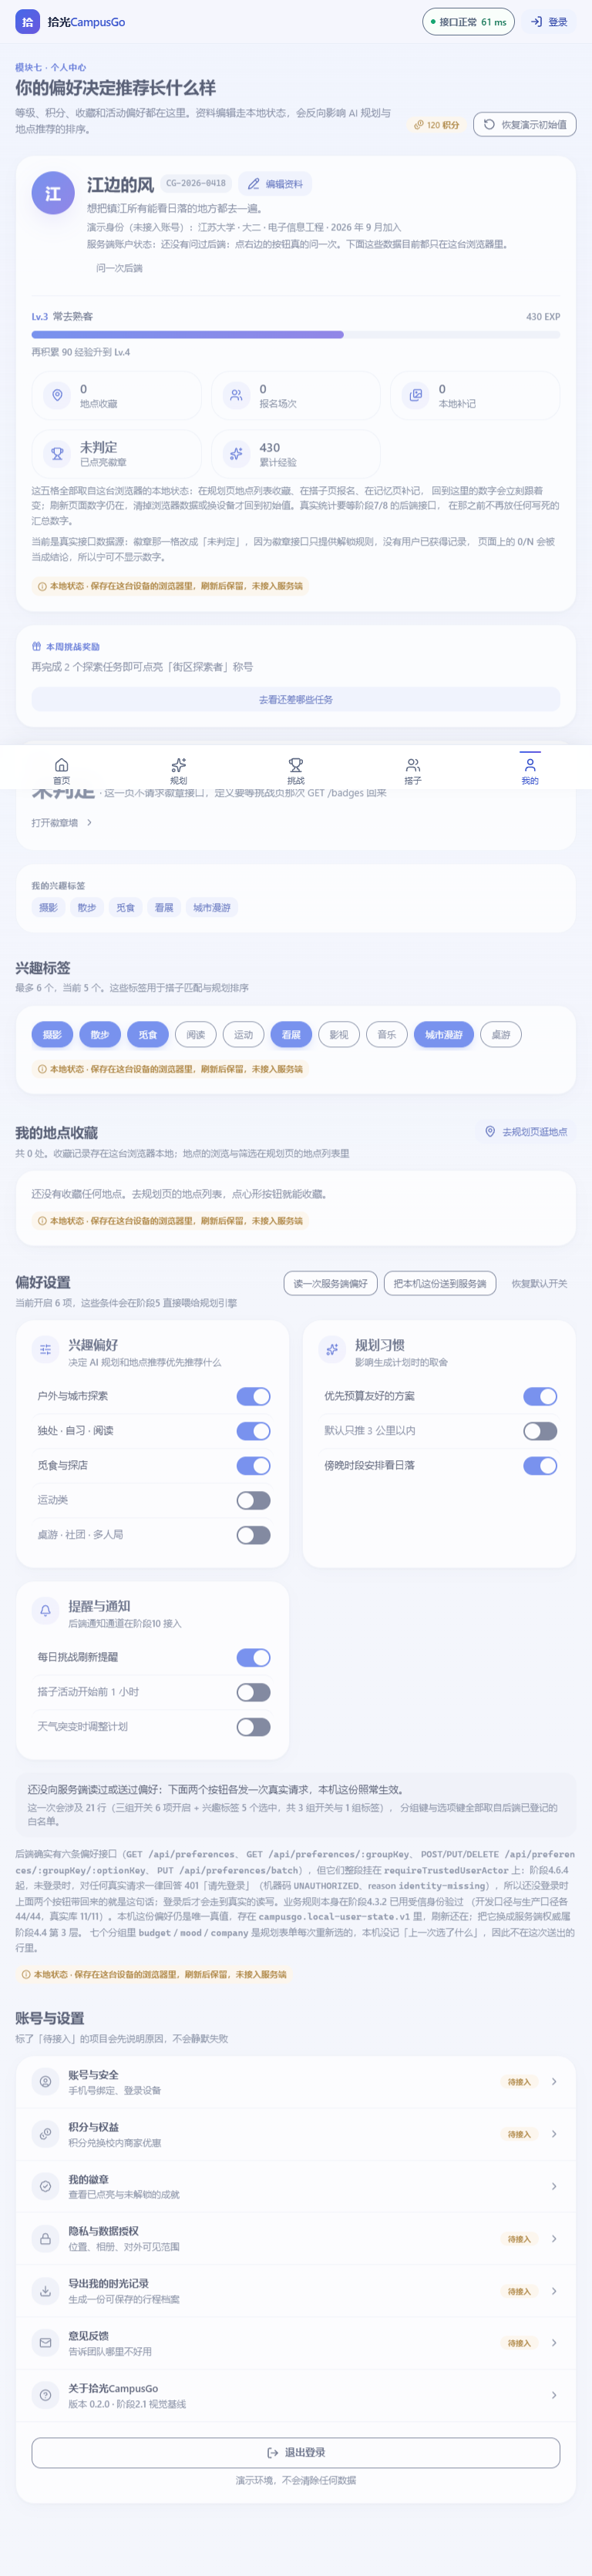 拾
拾光CampusGo
接口正常 61 ms
登录
模块七 · 个人中心
你的偏好决定推荐长什么样
等级、积分、收藏和活动偏好都在这里。资料编辑走本地状态，会反向影响 AI 规划与
地点推荐的排序。
120 积分
恢复演示初始值
江
江边的风
CG-2026-0418
编辑资料
想把镇江所有能看日落的地方都去一遍。
演示身份（未接入账号）：江苏大学 · 大二 · 电子信息工程 · 2026 年 9 月加入
服务端账户状态：还没有问过后端：点右边的按钮真的问一次。下面这些数据目前都只在这台浏览器里。
问一次后端
Lv.3 常去熟客
430 EXP
再积累 90 经验升到 Lv.4
0
地点收藏
0
报名场次
0
本地补记
未判定
已点亮徽章
430
累计经验
这五格全部取自这台浏览器的本地状态：在规划页地点列表收藏、在搭子页报名、在记忆页补记， 回到这里的数字会立刻跟着
变；刷新页面数字仍在，清掉浏览器数据或换设备才回到初始值。真实统计要等阶段7/8 的后端接口， 在那之前不再放任何写死的
汇总数字。
当前是真实接口数据源：徽章那一格改成「未判定」，因为徽章接口只提供解锁规则，没有用户已获得记录， 页面上的 0/N 会被
当成结论，所以宁可不显示数字。
本地状态 · 保存在这台设备的浏览器里，刷新后保留，未接入服务端
本周挑战奖励
再完成 2 个探索任务即可点亮「街区探索者」称号
去看还差哪些任务
首页
规划
挑战
搭子
我的
未判定 · 这一页不请求徽章接口，定义要等挑战页那次 GET /badges 回来
打开徽章墙
我的兴趣标签
摄影
散步
觅食
看展
城市漫游
兴趣标签
最多 6 个，当前 5 个。这些标签用于搭子匹配与规划排序
摄影
散步
觅食
阅读
运动
看展
影视
音乐
城市漫游
桌游
本地状态 · 保存在这台设备的浏览器里，刷新后保留，未接入服务端
我的地点收藏
去规划页逛地点
共 0 处。收藏记录存在这台浏览器本地；地点的浏览与筛选在规划页的地点列表里
还没有收藏任何地点。去规划页的地点列表，点心形按钮就能收藏。
本地状态 · 保存在这台设备的浏览器里，刷新后保留，未接入服务端
偏好设置
读一次服务端偏好
把本机这份送到服务端
恢复默认开关
当前开启 6 项，这些条件会在阶段5 直接喂给规划引擎
兴趣偏好
决定 AI 规划和地点推荐优先推荐什么
户外与城市探索
独处 · 自习 · 阅读
觅食与探店
运动类
桌游 · 社团 · 多人局
规划习惯
影响生成计划时的取舍
优先预算友好的方案
默认只推 3 公里以内
傍晚时段安排看日落
提醒与通知
后端通知通道在阶段10 接入
每日挑战刷新提醒
搭子活动开始前 1 小时
天气突变时调整计划
还没向服务端读过或送过偏好：下面两个按钮各发一次真实请求，本机这份照常生效。
这一次会涉及 21 行（三组开关 6 项开启 + 兴趣标签 5 个选中，共 3 组开关与 1 组标签）， 分组键与选项键全部取自后端已登记的
白名单。
后端确实有六条偏好接口（GET /api/preferences、 GET /api/preferences/:groupKey、 POST/PUT/DELETE /api/preferen
ces/:groupKey/:optionKey、 PUT /api/preferences/batch），但它们整段挂在 requireTrustedUserActor 上：阶段4.6.4
起，未登录时，对任何真实请求一律回答 401「请先登录」（机器码 UNAUTHORIZED、reason identity-missing），所以还没登录时
上面两个按钮带回来的就是这句话；登录后才会走到真实的读写。业务规则本身在阶段4.3.2 已用受信身份验过 （开发口径与生产口径各
44/44，真实库 11/11）。本机这份偏好仍是唯一真值，存在 campusgo.local-user-state.v1 里，刷新还在；把它换成服务端权威属
阶段4.4 第 3 层。 七个分组里 budget / mood / company 是规划表单每次重新选的，本机没记「上一次选了什么」，因此不在这次送出的
行里。
本地状态 · 保存在这台设备的浏览器里，刷新后保留，未接入服务端
账号与设置
标了「待接入」的项目会先说明原因，不会静默失败
账号与安全
手机号绑定、登录设备
待接入
积分与权益
积分兑换校内商家优惠
待接入
我的徽章
查看已点亮与未解锁的成就
隐私与数据授权
位置、相册、对外可见范围
待接入
导出我的时光记录
生成一份可保存的行程档案
待接入
意见反馈
告诉团队哪里不好用
待接入
关于拾光CampusGo
版本 0.2.0 · 阶段2.1 视觉基线
退出登录
演示环境，不会清除任何数据